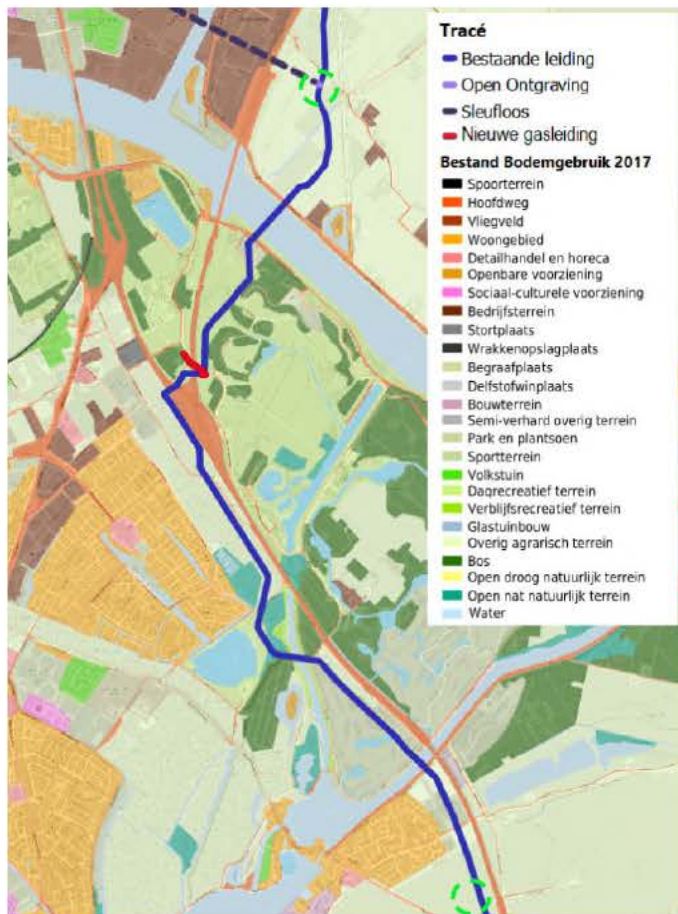 Tracé
Bestaande leiding
Open Ontgraving
Sleufloos
Nieuwe gasleiding
Bestand Bodemgebruik 2017
Spoorterrein
Hoofdweg
Vliegveld
Woongebied
Detailhandel en horeca
Openbare voorziening
Sociaal-culturele voorziening
Bedrijfsterrein
Stortplaats
Wrakkenopslagplaats
Begraafplaats
Delfstofwinplaats
Bouwterrein
Semi-verhard overig terrein
Park en plantsoen
Sportterrein
Volkstuin
Dagrecreatief terrein
Verblijfsrecreatief terrein
Glastuinbouw
Overig agrarisch terrein
Bos
Open droog natuurlijk terrein
Open nat natuurlijk terrein
Water